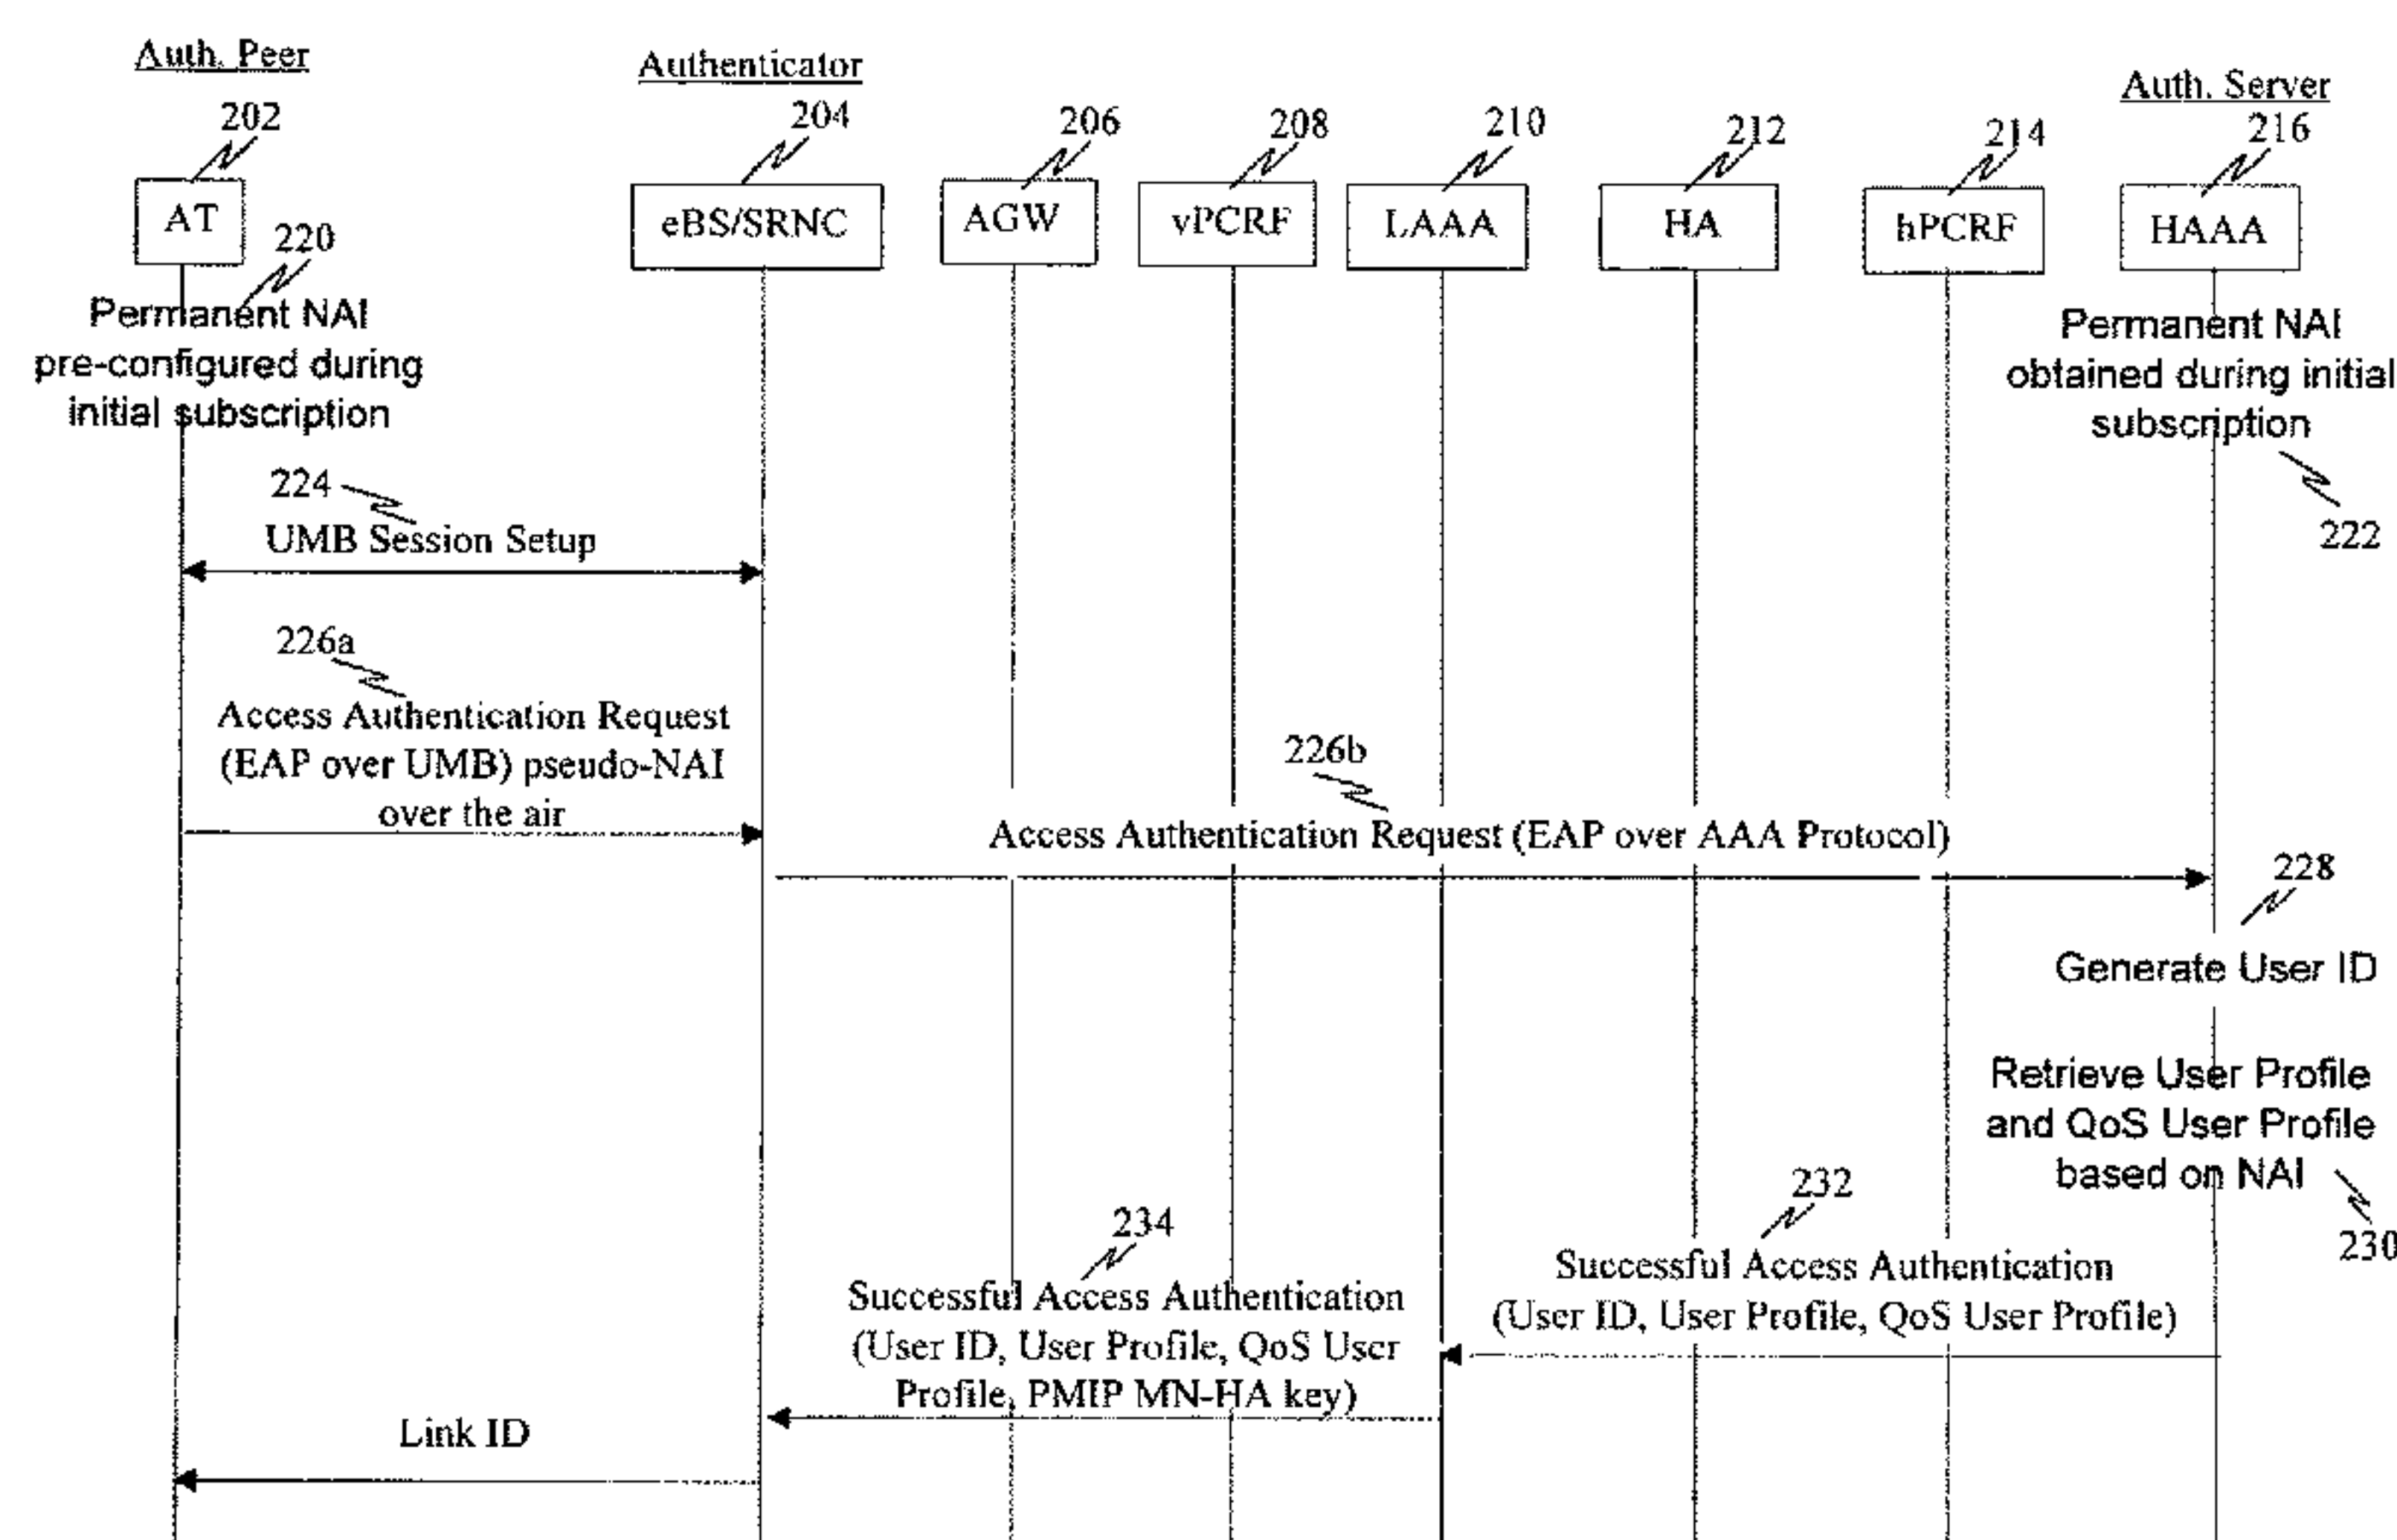 Auth. Peer
Authenticator
Auth. Server
202
204
206
208
210
212
214
216
AT
eBS/SRNC
AGW
vPCRF
LAAA
HA
hPCRF
HAAA
220
Permanent NAI
pre-configured during
initial subscription
Permanent NAI
obtained during initial
subscription
222
224
UMB Session Setup
226a
Access Authentication Request
(EAP over UMB) pseudo-NAI
over the air
226b
Access Authentication Request (EAP over AAA Protocol)
228
Generate User ID
Retrieve User Profile
and QoS User Profile
based on NAI
230
232
Successful Access Authentication
(User ID, User Profile, QoS User Profile)
234
Successful Access Authentication
(User ID, User Profile, QoS User
Profile, PMIP MN-HA key)
Link ID